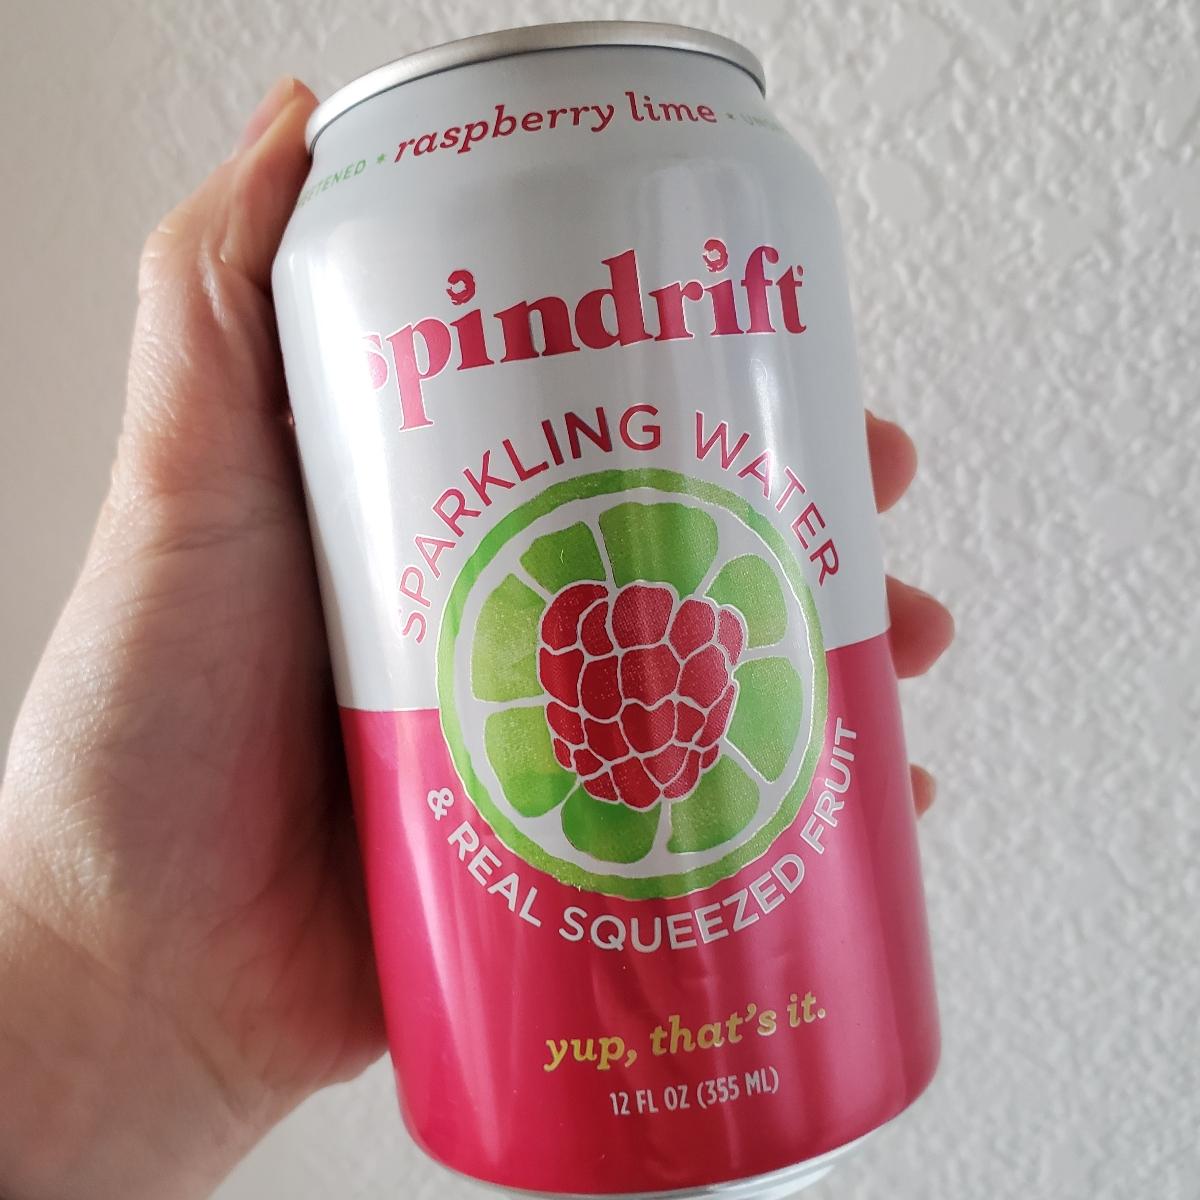 raspberry lime
spindrift
SPARKLING WATER
& REAL SQUEEZED FRUIT
yup, that's it.
12 FL OZ (355 ML)